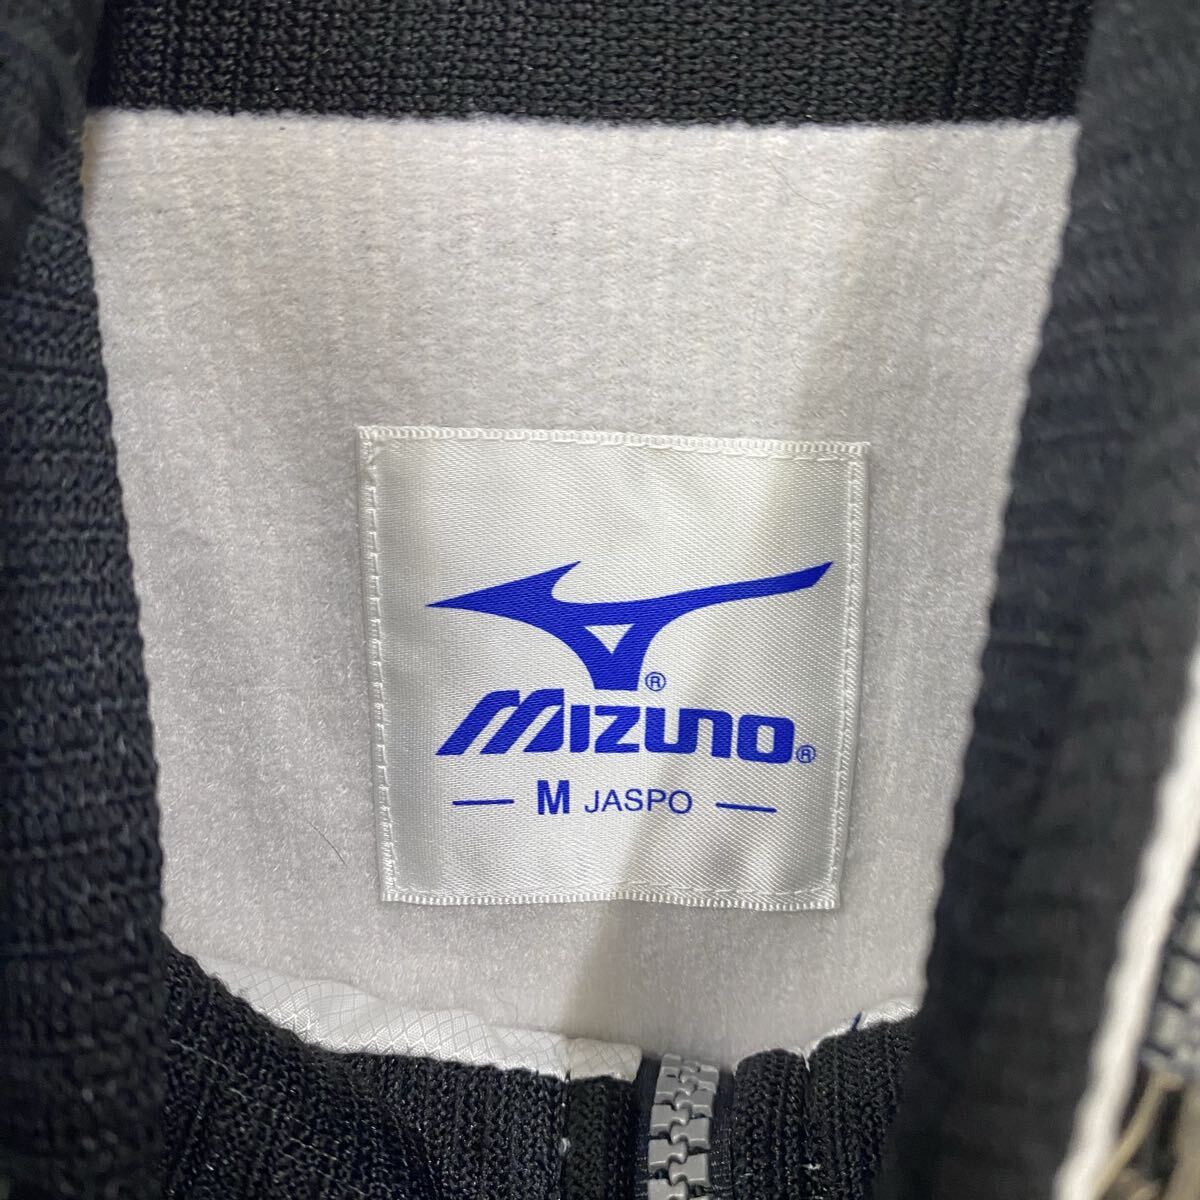 ®
MIZUNO®
— M JASPO —